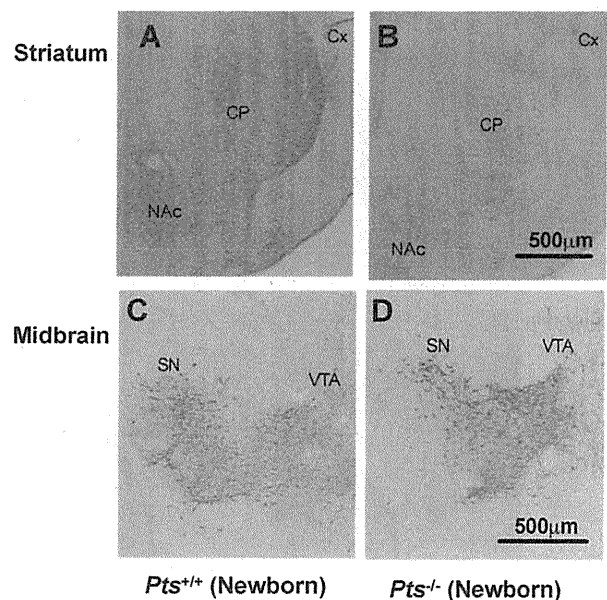 Striatum
A
Cx
CP
NAc
B
Cx
CP
NAc
500μm
Midbrain
C
SN
VTA
D
SN
VTA
500μm
Pts+/+ (Newborn)
Pts-/- (Newborn)